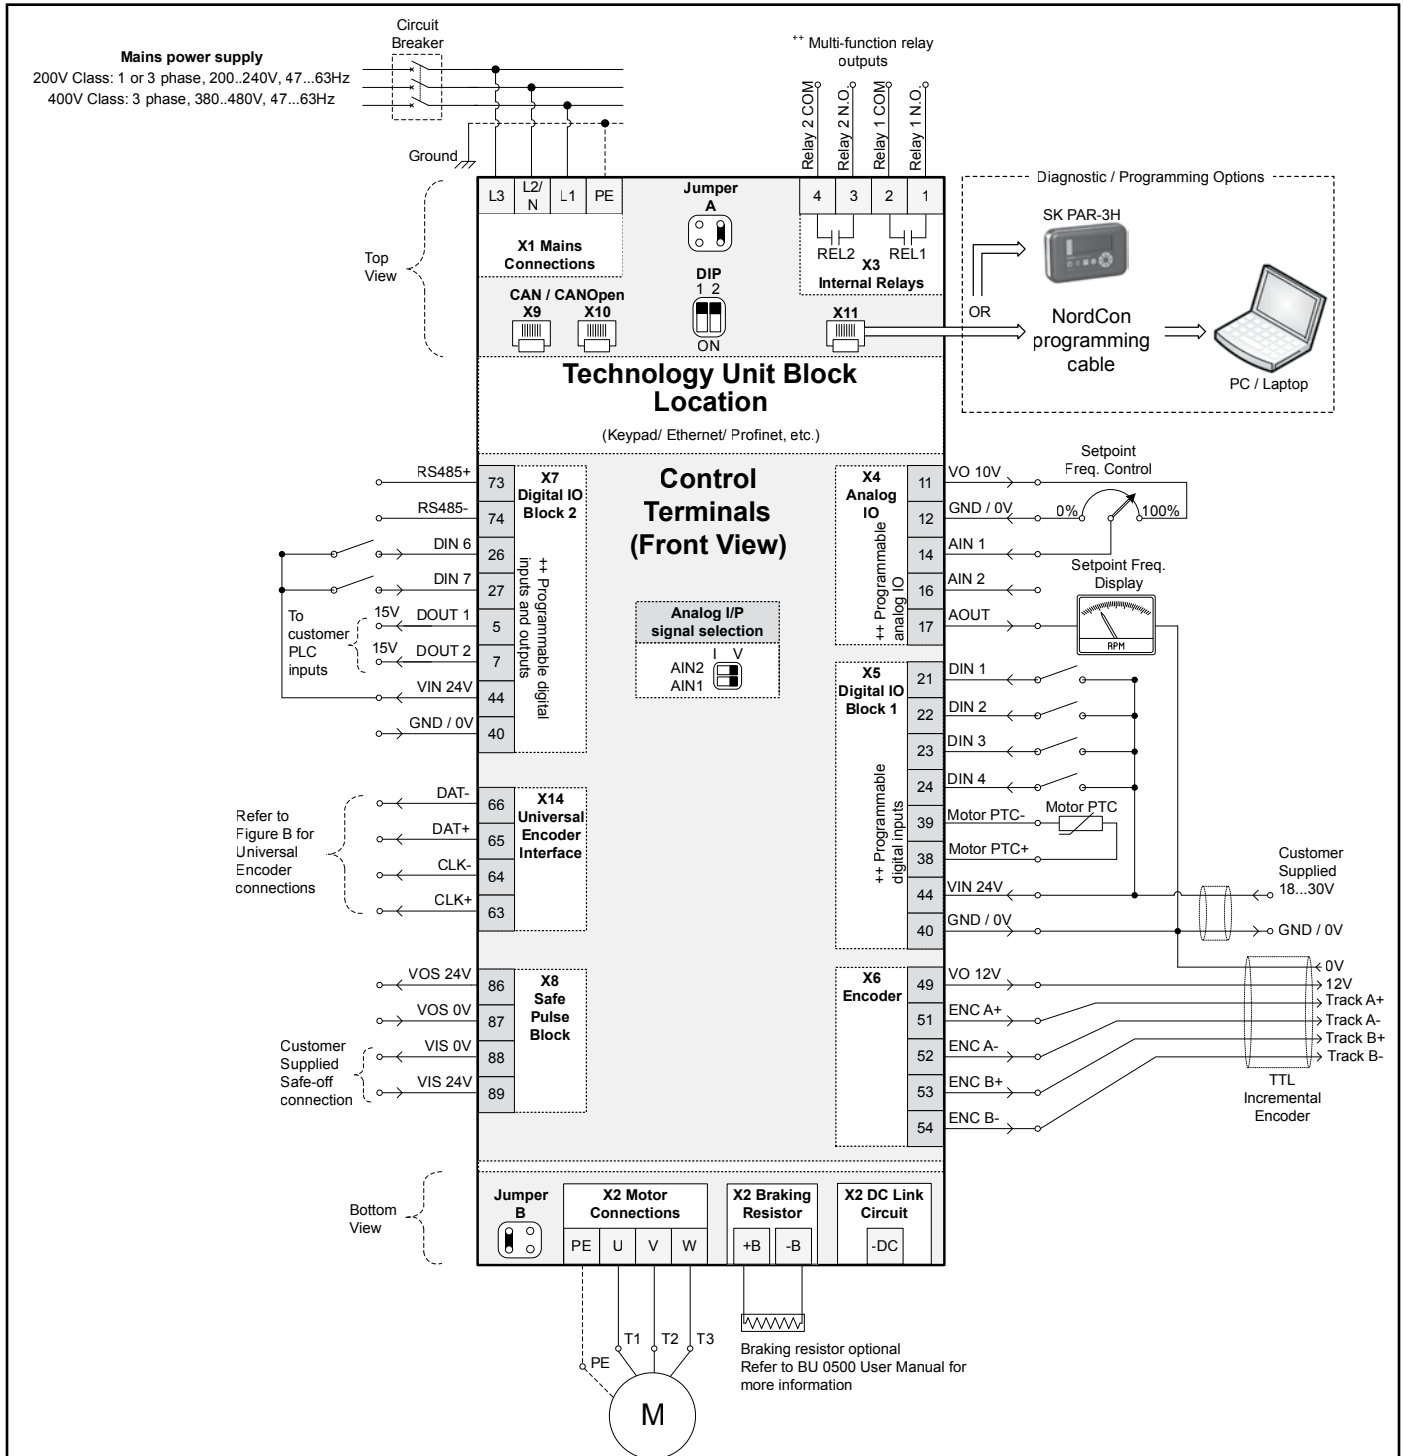 Circuit
Breaker
Mains power supply
200V Class: 1 or 3 phase, 200..240V, 47...63Hz
400V Class: 3 phase, 380..480V, 47...63Hz
Ground
++ Multi-function relay
outputs
Relay 2 COM
Relay 2 N.O.
Relay 1 COM
Relay 1 N.O.
Top
View
L3
L2/
N
L1
PE
X1 Mains
Connections
Jumper
A
4
3
2
1
REL2
REL1
X3
Internal Relays
DIP
1 2
ON
CAN / CANOpen
X9
X10
X11
Diagnostic / Programming Options
SK PAR-3H
OR
NordCon
programming
cable
PC / Laptop
Technology Unit Block
Location
(Keypad/ Ethernet/ Profinet, etc.)
Control
Terminals
(Front View)
RS485+
73
RS485-
74
DIN 6
26
DIN 7
27
15V
DOUT 1
5
15V
DOUT 2
7
VIN 24V
44
GND / 0V
40
To
customer
PLC
inputs
X7
Digital IO
Block 2
++ Programmable digital
inputs and outputs
Analog I/P
signal selection
I V
AIN2
AIN1
X4
Analog
IO
++ Programmable
analog IO
11
VO 10V
12
GND / 0V
14
AIN 1
16
AIN 2
17
AOUT
Setpoint
Freq. Control
0%
100%
Setpoint Freq.
Display
RPM
X5
Digital IO
Block 1
++ Programmable
digital inputs
21
DIN 1
22
DIN 2
23
DIN 3
24
DIN 4
39
Motor PTC-
Motor PTC
38
Motor PTC+
44
VIN 24V
40
GND / 0V
Customer
Supplied
18...30V
GND / 0V
Refer to
Figure B for
Universal
Encoder
connections
DAT-
66
DAT+
65
CLK-
64
CLK+
63
X14
Universal
Encoder
Interface
VOS 24V
86
VOS 0V
87
VIS 0V
88
VIS 24V
89
Customer
Supplied
Safe-off
connection
X8
Safe
Pulse
Block
X6
Encoder
49
VO 12V
51
ENC A+
52
ENC A-
53
ENC B+
54
ENC B-
0V
12V
Track A+
Track A-
Track B+
Track B-
TTL
Incremental
Encoder
Bottom
View
Jumper
B
X2 Motor
Connections
PE
U
V
W
X2 Braking
Resistor
+B
-B
X2 DC Link
Circuit
-DC
T1
T2
T3
PE
M
Braking resistor optional
Refer to BU 0500 User Manual for
more information